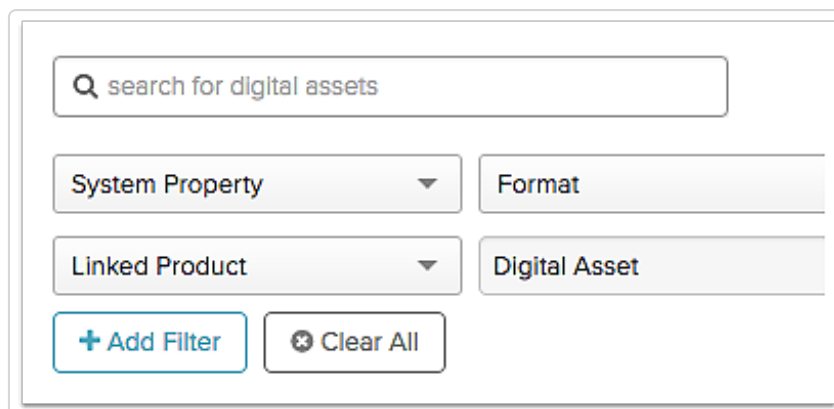 search for digital assets
System Property Format
Linked Product Digital Asset
Add Filter Clear All